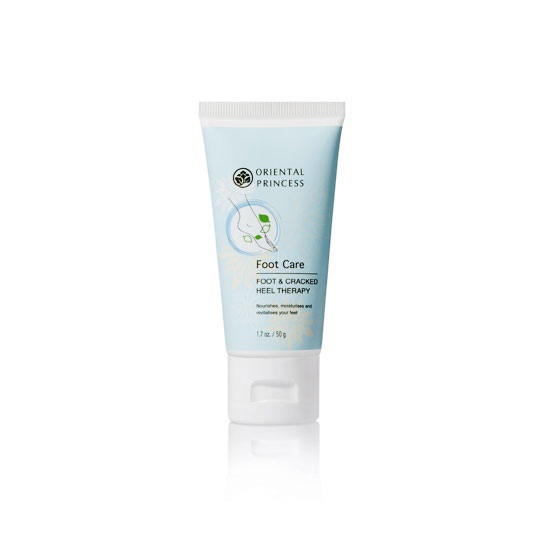 ORIENTAL
PRINCESS
Foot Care
FOOT & CRACKED
HEEL THERAPY
Nourishes, moisturises and
revitalises your feet
1.7 oz. / 50 g